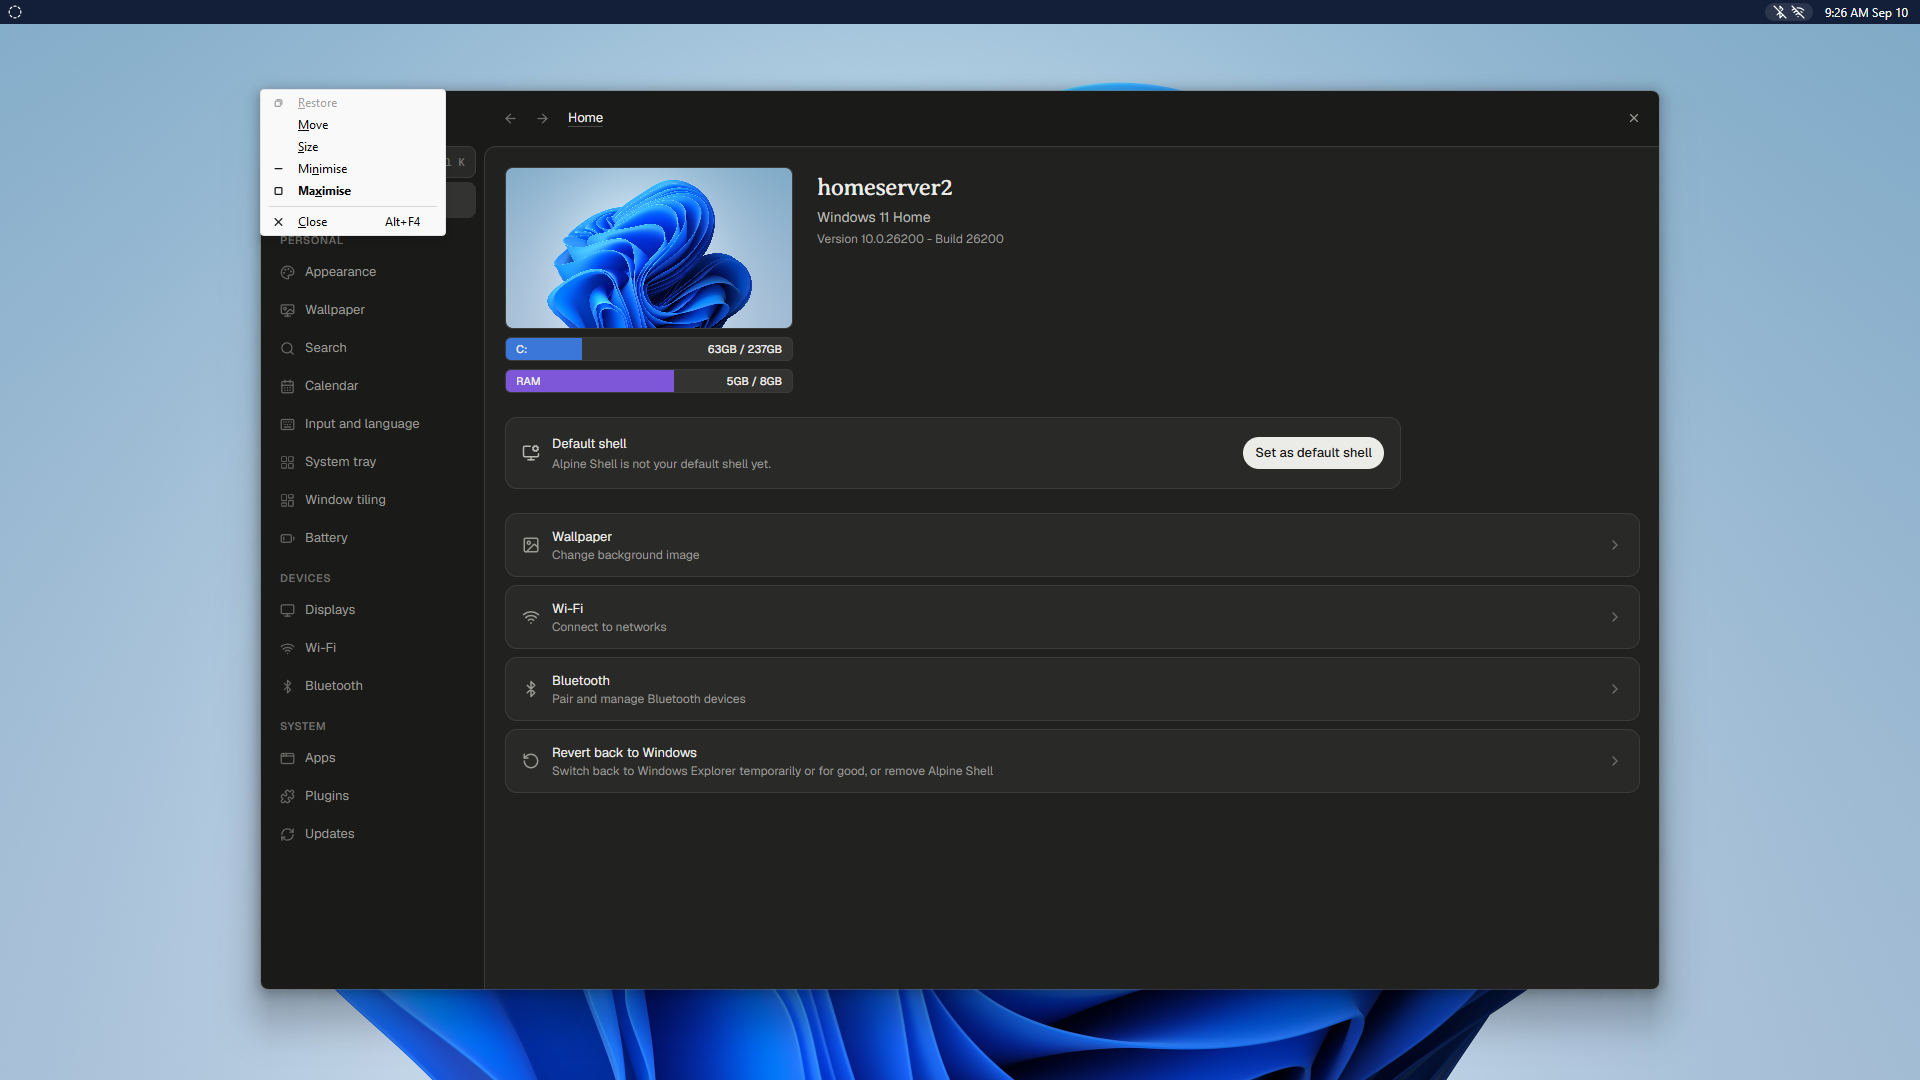 9:26 AM Sep 10
Restore
Move
Size
Minimise
Maximise
Close Alt+F4
Home
K
PERSONAL
Appearance
Wallpaper
Search
Calendar
Input and language
System tray
Window tiling
Battery
DEVICES
Displays
Wi-Fi
Bluetooth
SYSTEM
Apps
Plugins
Updates
homeserver2
Windows 11 Home
Version 10.0.26200 - Build 26200
C: 63GB / 237GB
RAM 5GB / 8GB
Default shell
Alpine Shell is not your default shell yet.
Set as default shell
Wallpaper
Change background image
Wi-Fi
Connect to networks
Bluetooth
Pair and manage Bluetooth devices
Revert back to Windows
Switch back to Windows Explorer temporarily or for good, or remove Alpine Shell